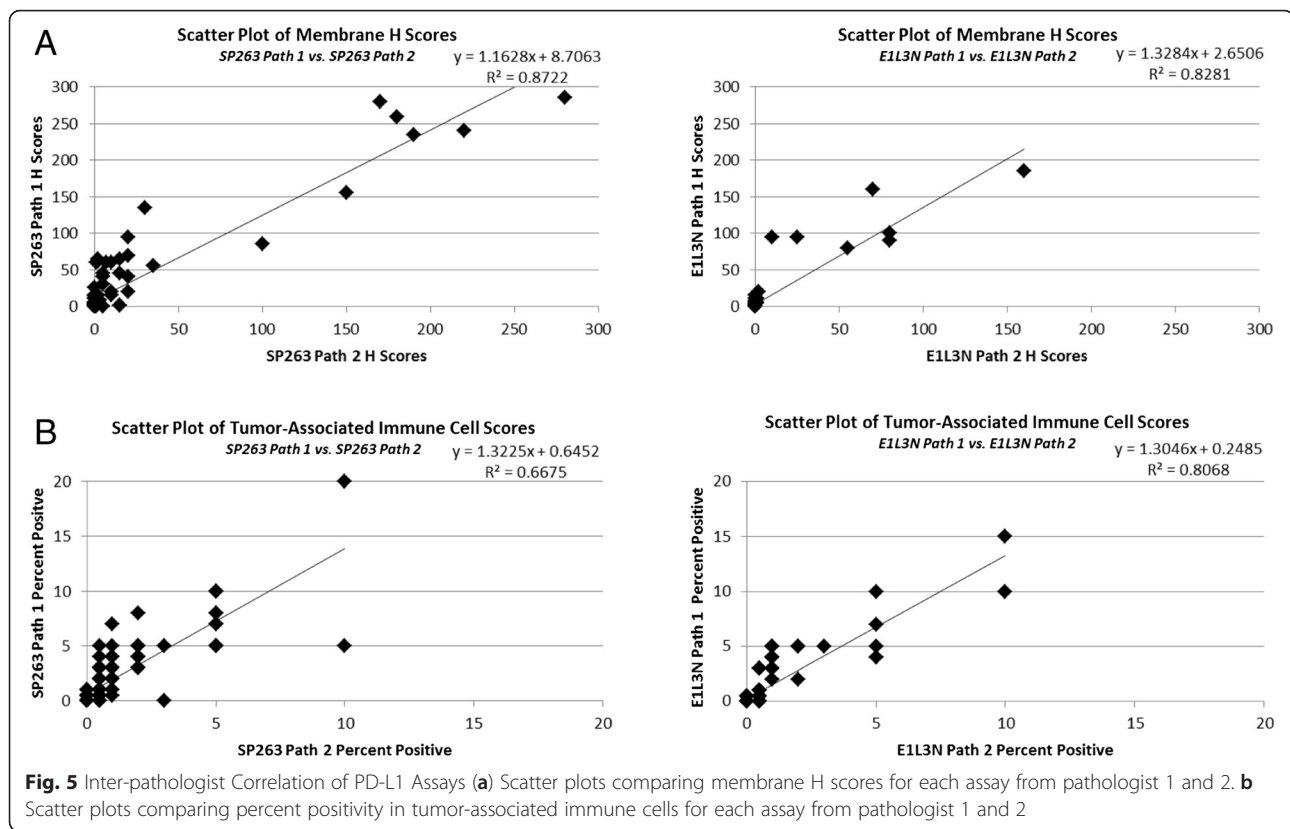 A
Scatter Plot of Membrane H Scores
SP263 Path 1 vs. SP263 Path 2
y = 1.1628x + 8.7063
R² = 0.8722
SP263 Path 1 H Scores
300
250
200
150
100
50
0
0 50 100 150 200 250 300
SP263 Path 2 H Scores
Scatter Plot of Membrane H Scores
E1L3N Path 1 vs. E1L3N Path 2
y = 1.3284x + 2.6506
R² = 0.8281
E1L3N Path 1 H Scores
300
250
200
150
100
50
0
0 50 100 150 200 250 300
E1L3N Path 2 H Scores
B
Scatter Plot of Tumor-Associated Immune Cell Scores
SP263 Path 1 vs. SP263 Path 2
y = 1.3225x + 0.6452
R² = 0.6675
SP263 Path 1 Percent Positive
20
15
10
5
0
0 5 10 15 20
SP263 Path 2 Percent Positive
Scatter Plot of Tumor-Associated Immune Cell Scores
E1L3N Path 1 vs. E1L3N Path 2
y = 1.3046x + 0.2485
R² = 0.8068
E1L3N Path 1 Percent Positive
20
15
10
5
0
0 5 10 15 20
E1L3N Path 2 Percent Positive
Fig. 5 Inter-pathologist Correlation of PD-L1 Assays (a) Scatter plots comparing membrane H scores for each assay from pathologist 1 and 2. b
Scatter plots comparing percent positivity in tumor-associated immune cells for each assay from pathologist 1 and 2